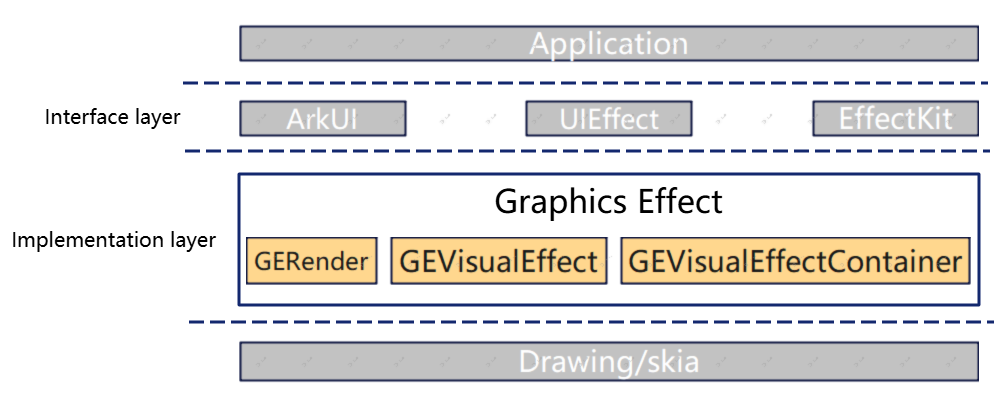 Application
Interface layer
ArkUI
UIEffect
EffectKit
Graphics Effect
Implementation layer
GERender
GEVisualEffect
GEVisualEffectContainer
Drawing/skia